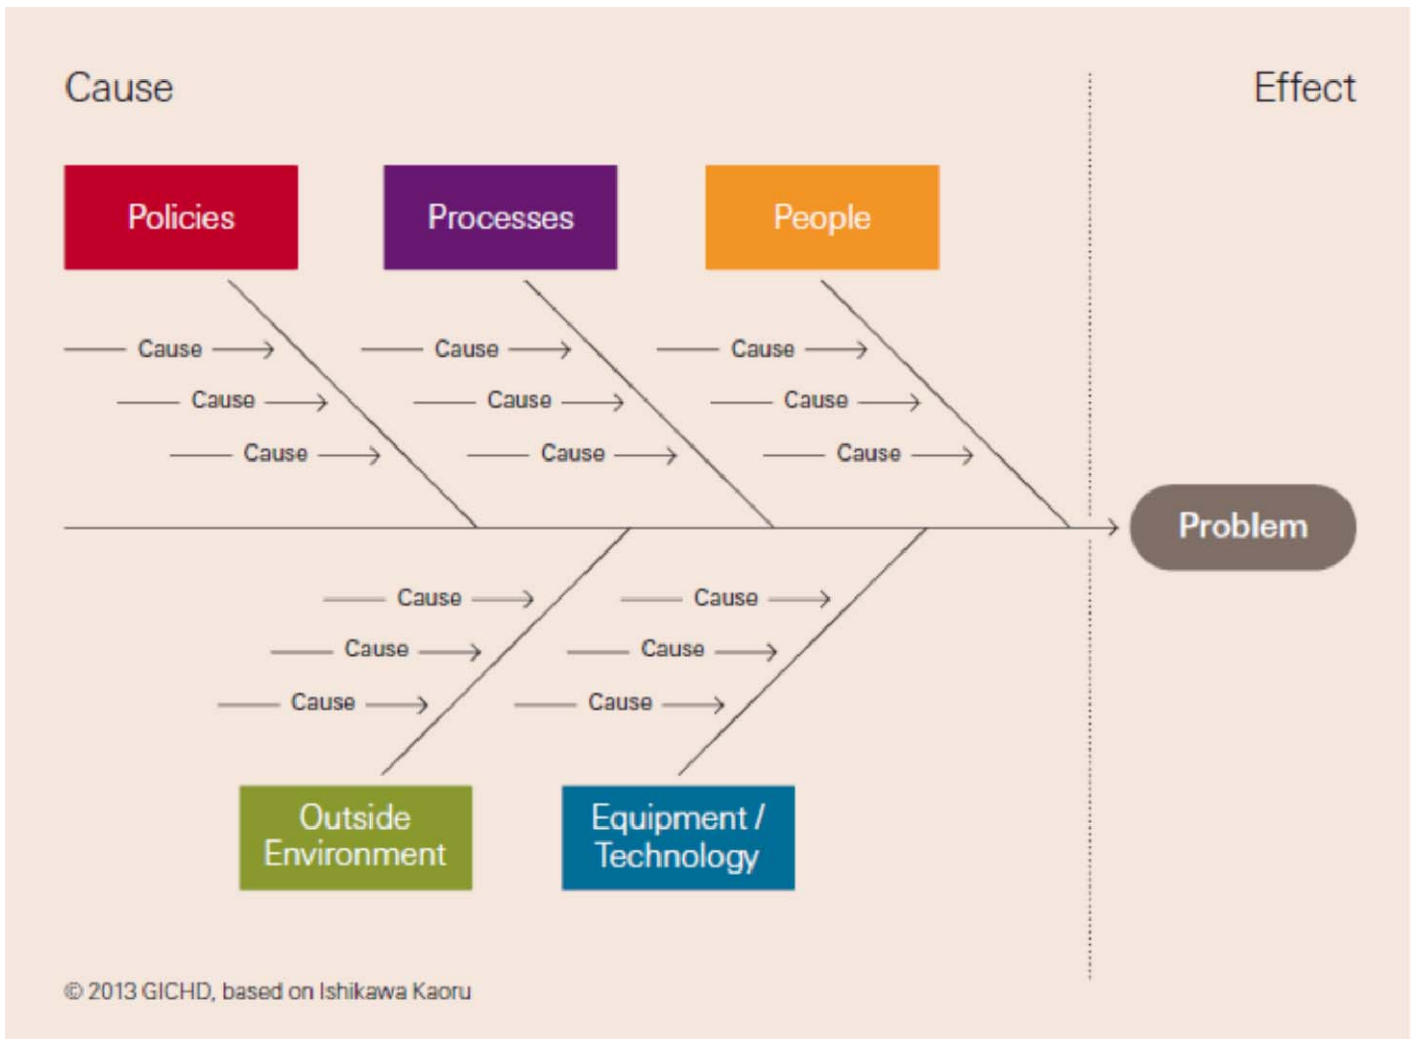 Cause
Effect
Policies
Processes
People
Cause
Cause
Cause
Cause
Cause
Cause
Cause
Cause
Cause
Problem
Cause
Cause
Cause
Cause
Cause
Cause
Outside
Environment
Equipment /
Technology
© 2013 GICHD, based on Ishikawa Kaoru